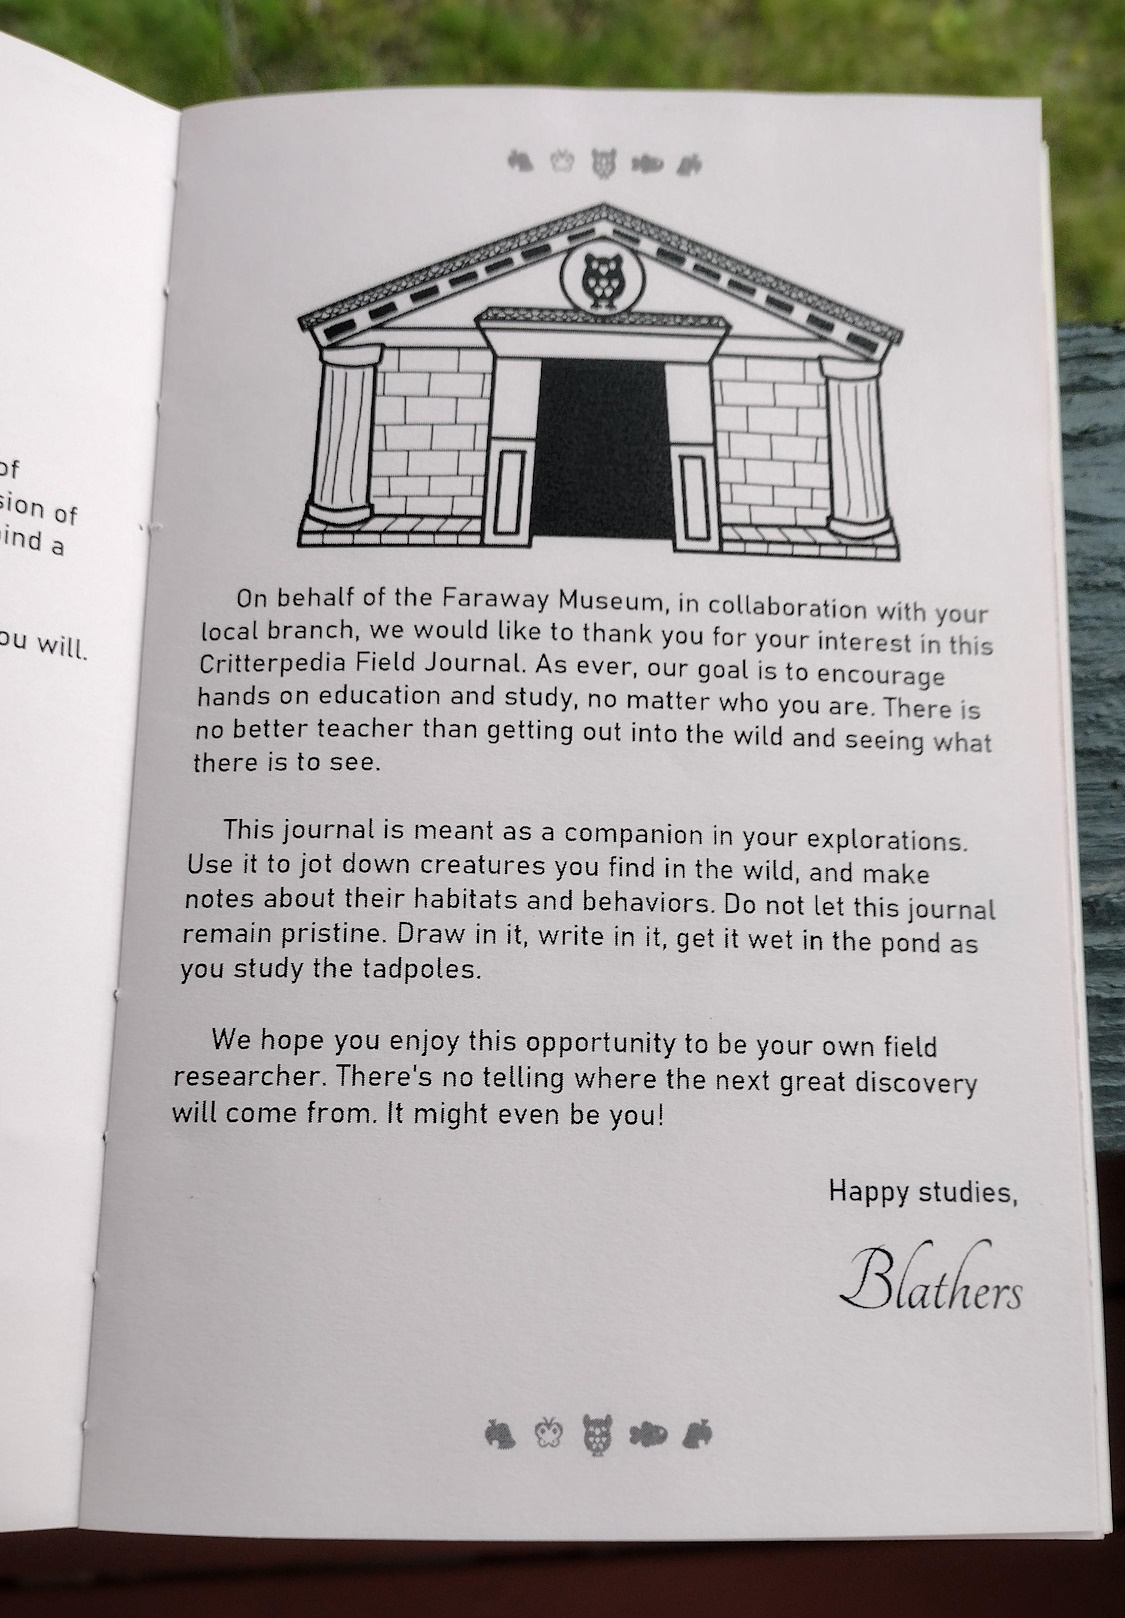 of
sion of
ind a
ou will.
On behalf of the Faraway Museum, in collaboration with your
local branch, we would like to thank you for your interest in this
Critterpedia Field Journal. As ever, our goal is to encourage
hands on education and study, no matter who you are. There is
no better teacher than getting out into the wild and seeing what
there is to see.
This journal is meant as a companion in your explorations.
Use it to jot down creatures you find in the wild, and make
notes about their habitats and behaviors. Do not let this journal
remain pristine. Draw in it, write in it, get it wet in the pond as
you study the tadpoles.
We hope you enjoy this opportunity to be your own field
researcher. There's no telling where the next great discovery
will come from. It might even be you!
Happy studies,
Blathers